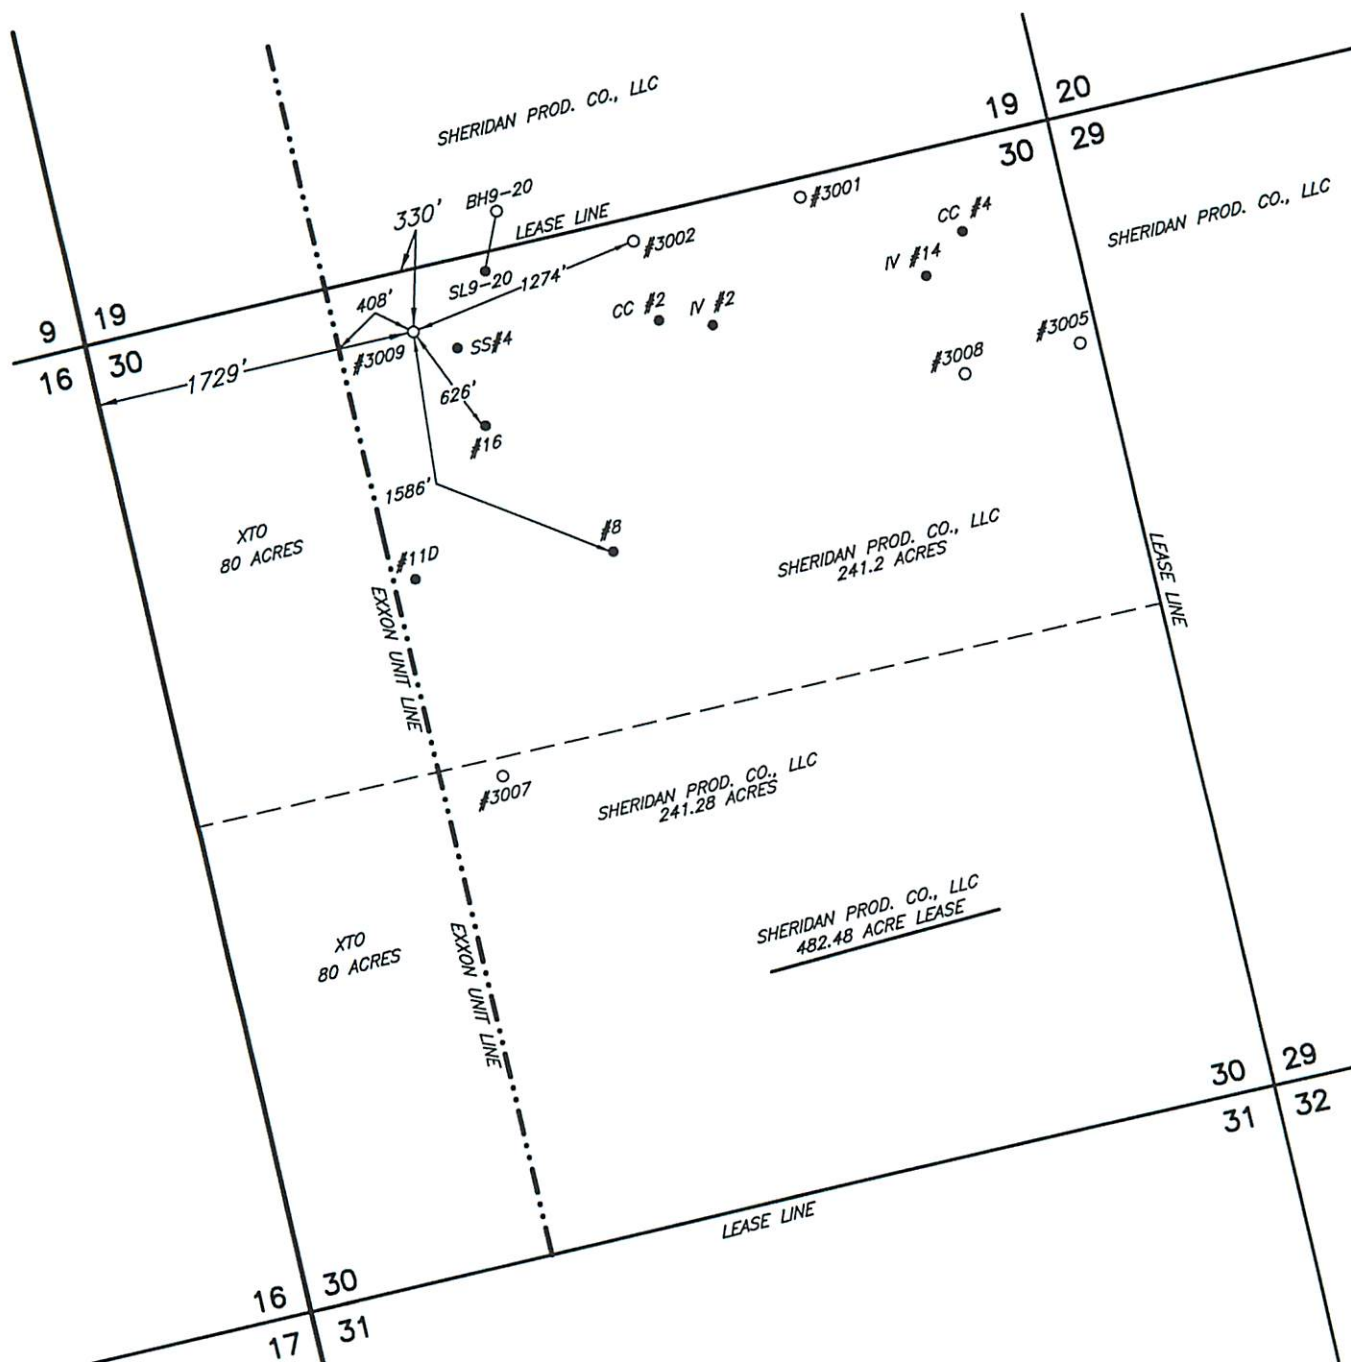 SHERIDAN PROD. CO., LLC
19
20
30
29
BH9-20
330'
LEASE LINE
#3001
#3002
CC #4
SHERIDAN PROD. CO., LLC
IV #14
SL9-20
1274'
408'
CC #2
IV #2
9
19
16
30
#3009
SS#4
#3005
#3008
1729'
626'
#16
1586'
#8
XTO
80 ACRES
#11D
SHERIDAN PROD. CO., LLC
241.2 ACRES
LEASE LINE
EXXON UNIT LINE
#3007
SHERIDAN PROD. CO., LLC
241.28 ACRES
SHERIDAN PROD. CO., LLC
482.48 ACRE LEASE
XTO
80 ACRES
EXXON UNIT LINE
30
29
31
32
LEASE LINE
16
30
17
31